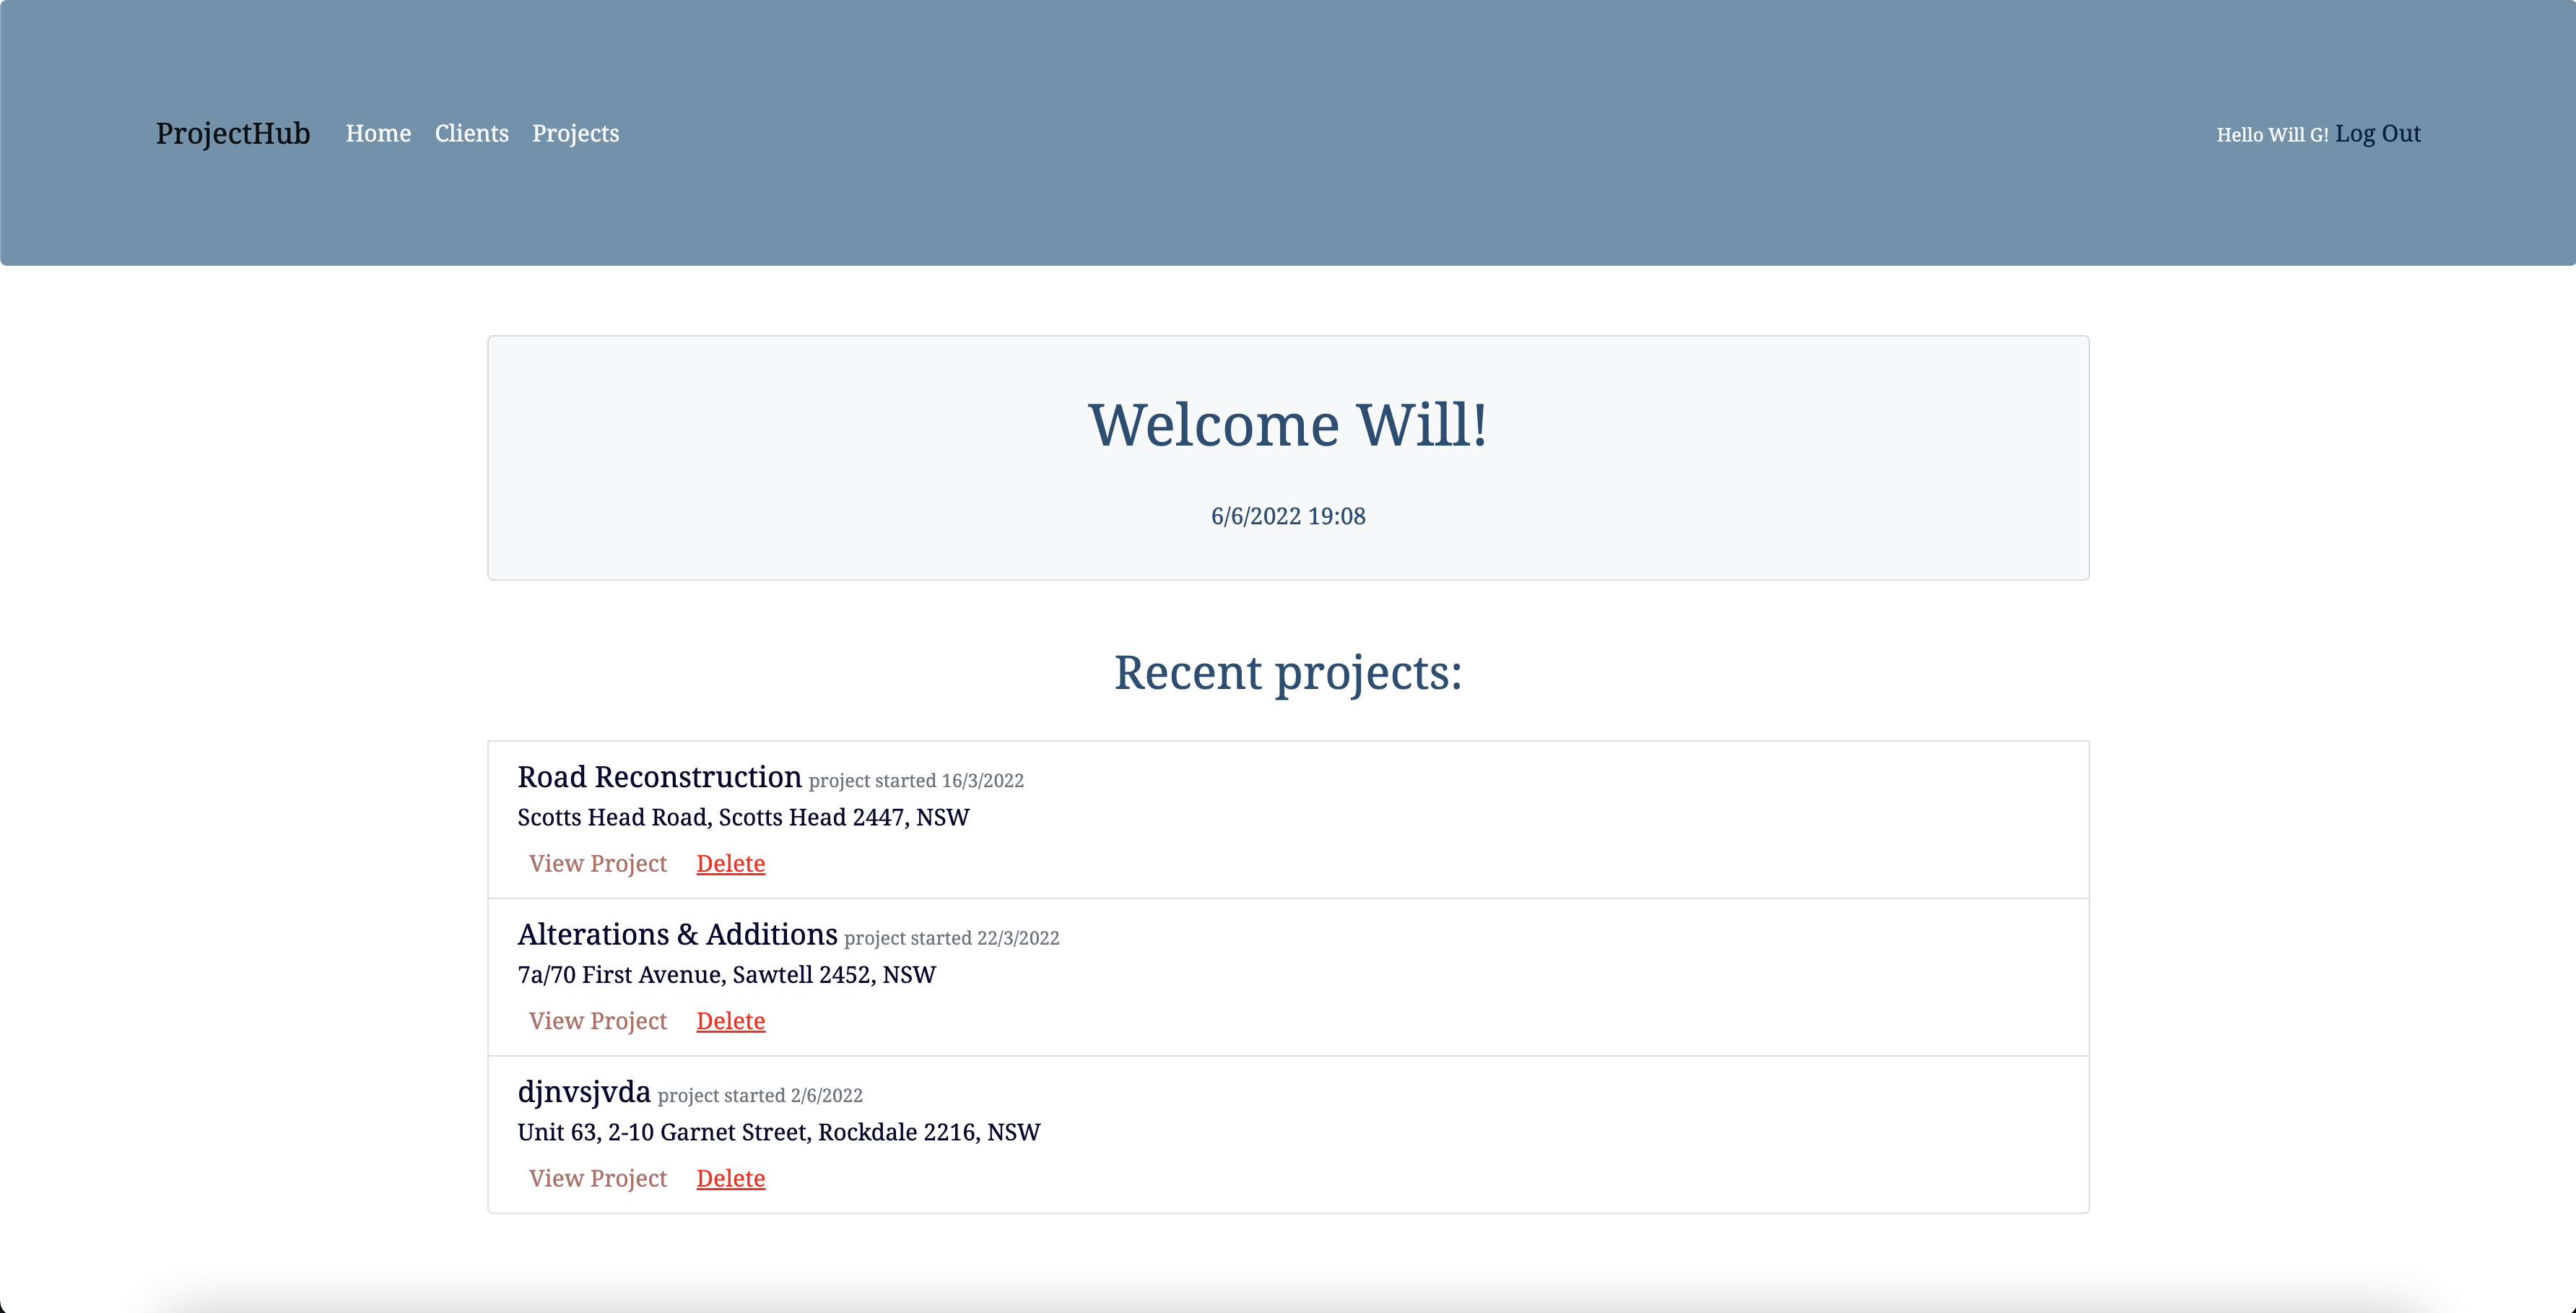 ProjectHub Home Clients Projects Hello Will G! Log Out
Welcome Will!
6/6/2022 19:08
Recent projects:
Road Reconstruction project started 16/3/2022
Scotts Head Road, Scotts Head 2447, NSW
View Project Delete
Alterations & Additions project started 22/3/2022
7a/70 First Avenue, Sawtell 2452, NSW
View Project Delete
djnvsjvda project started 2/6/2022
Unit 63, 2-10 Garnet Street, Rockdale 2216, NSW
View Project Delete